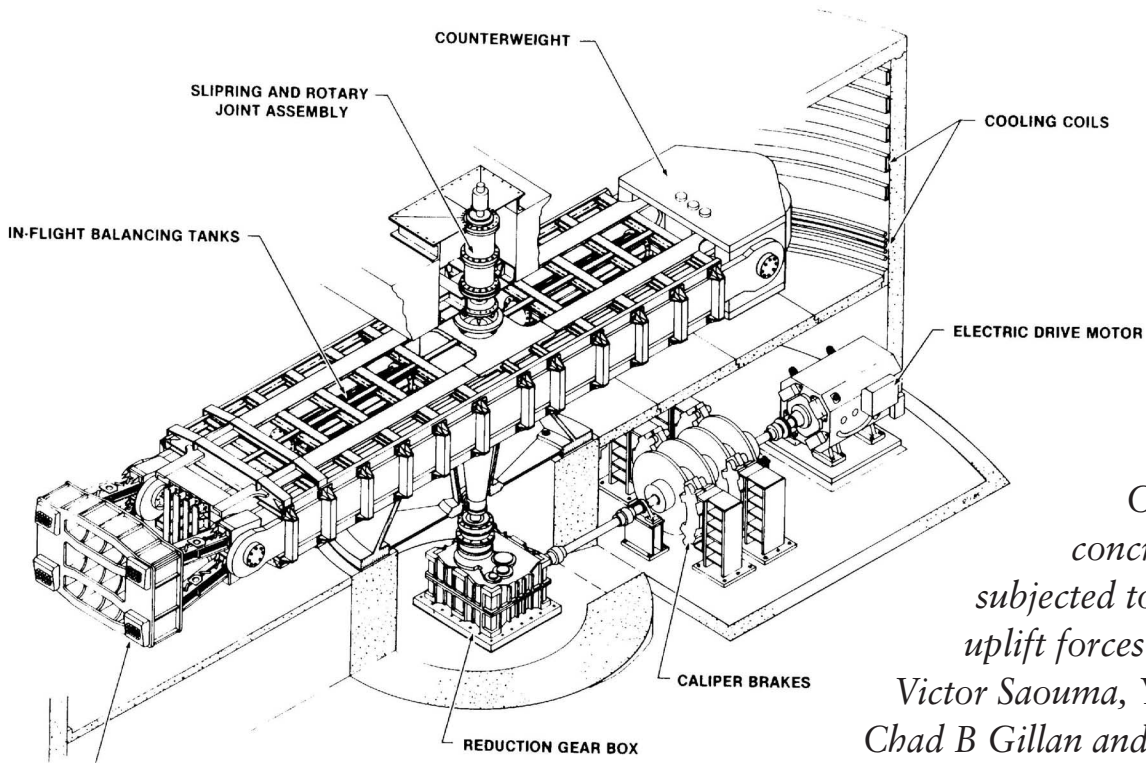 COUNTERWEIGHT
SLIPRING AND ROTARY
JOINT ASSEMBLY
COOLING COILS
IN-FLIGHT BALANCING TANKS
ELECTRIC DRIVE MOTOR
CALIPER BRAKES
REDUCTION GEAR BOX
C
concr
subjected to
uplift forces
Victor Saouma, Y
Chad B Gillan and